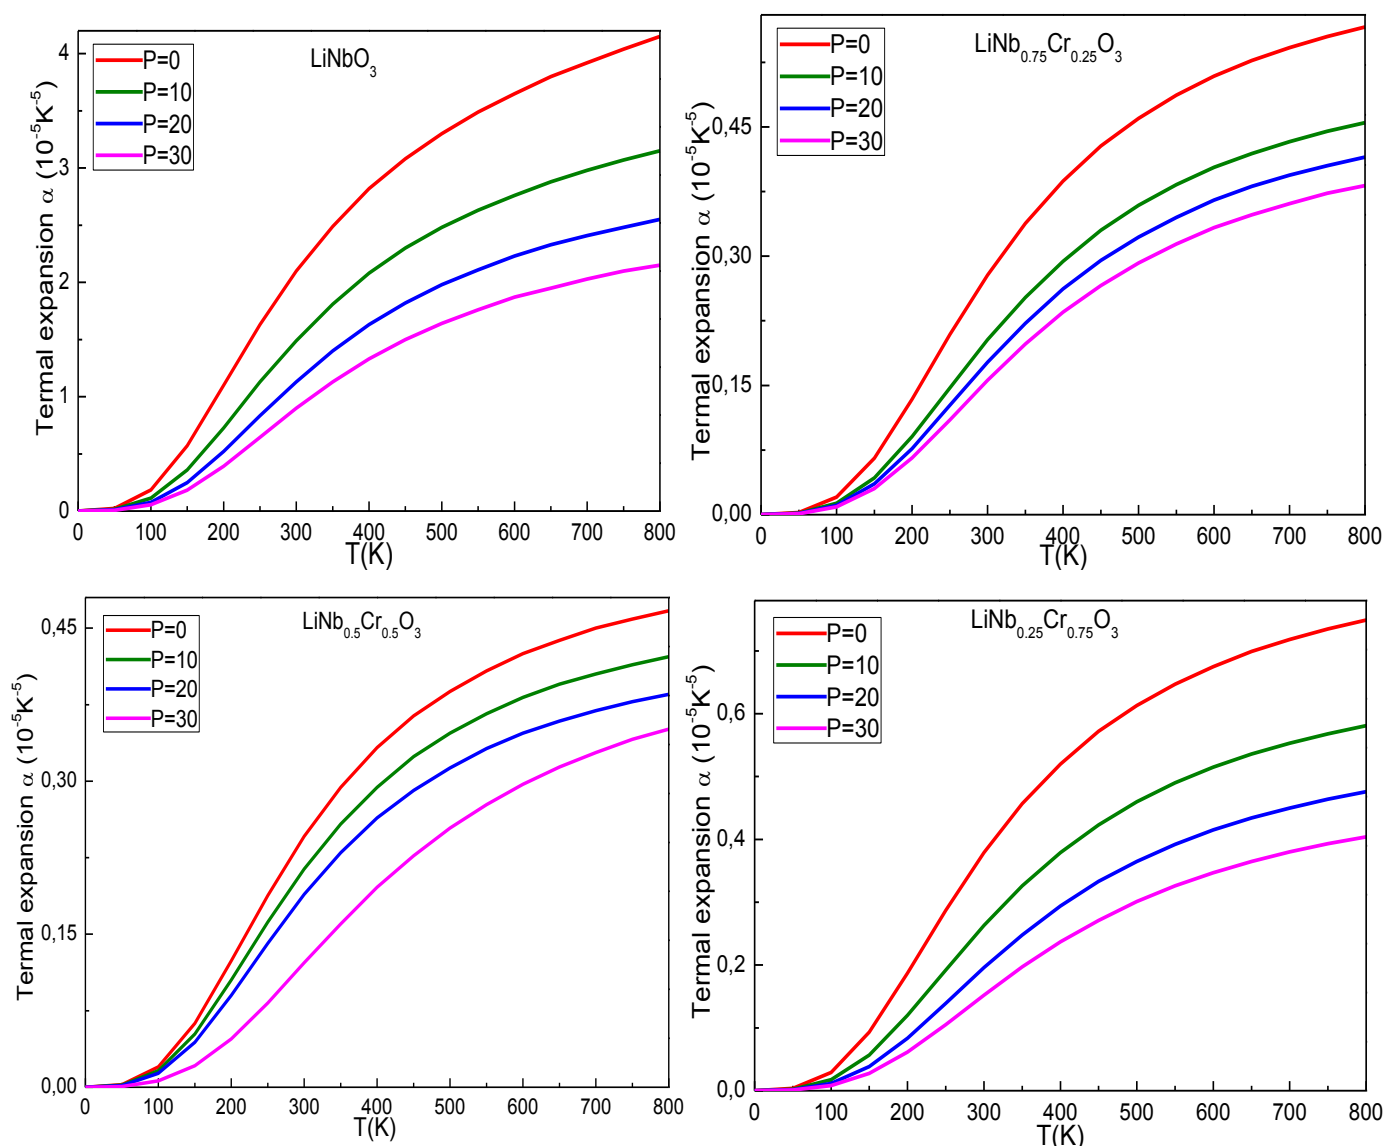 LiNbO3
P=0
P=10
P=20
P=30
Termal expansion α (10-5K-5)
4
3
2
1
0
0 100 200 300 400 500 600 700 800
T(K)
LiNb0.75Cr0.25O3
P=0
P=10
P=20
P=30
Termal expansion α (10-5K-5)
0,45
0,30
0,15
0,00
0 100 200 300 400 500 600 700 800
T(K)
LiNb0.5Cr0.5O3
P=0
P=10
P=20
P=30
Termal expansion α (10-5K-5)
0,45
0,30
0,15
0,00
0 100 200 300 400 500 600 700 800
T(K)
LiNb0.25Cr0.75O3
P=0
P=10
P=20
P=30
Termal expansion α (10-5K-5)
0,6
0,4
0,2
0,0
0 100 200 300 400 500 600 700 800
T(K)